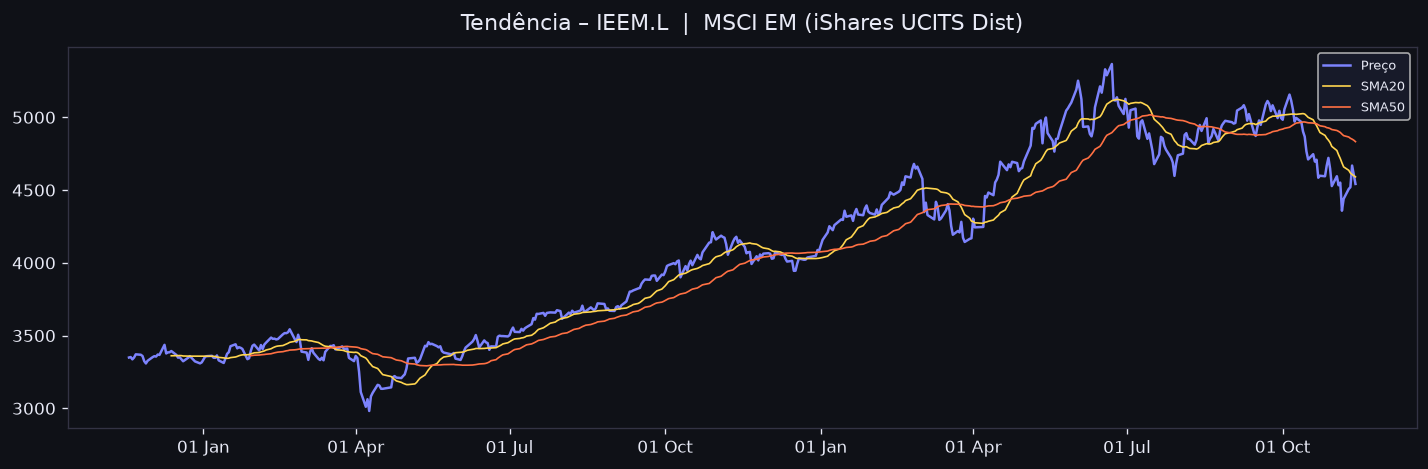 Tendência – IEEM.L | MSCI EM (iShares UCITS Dist)
Preço
SMA20
SMA50
5000
4500
4000
3500
3000
01 Jan
01 Apr
01 Jul
01 Oct
01 Jan
01 Apr
01 Jul
01 Oct